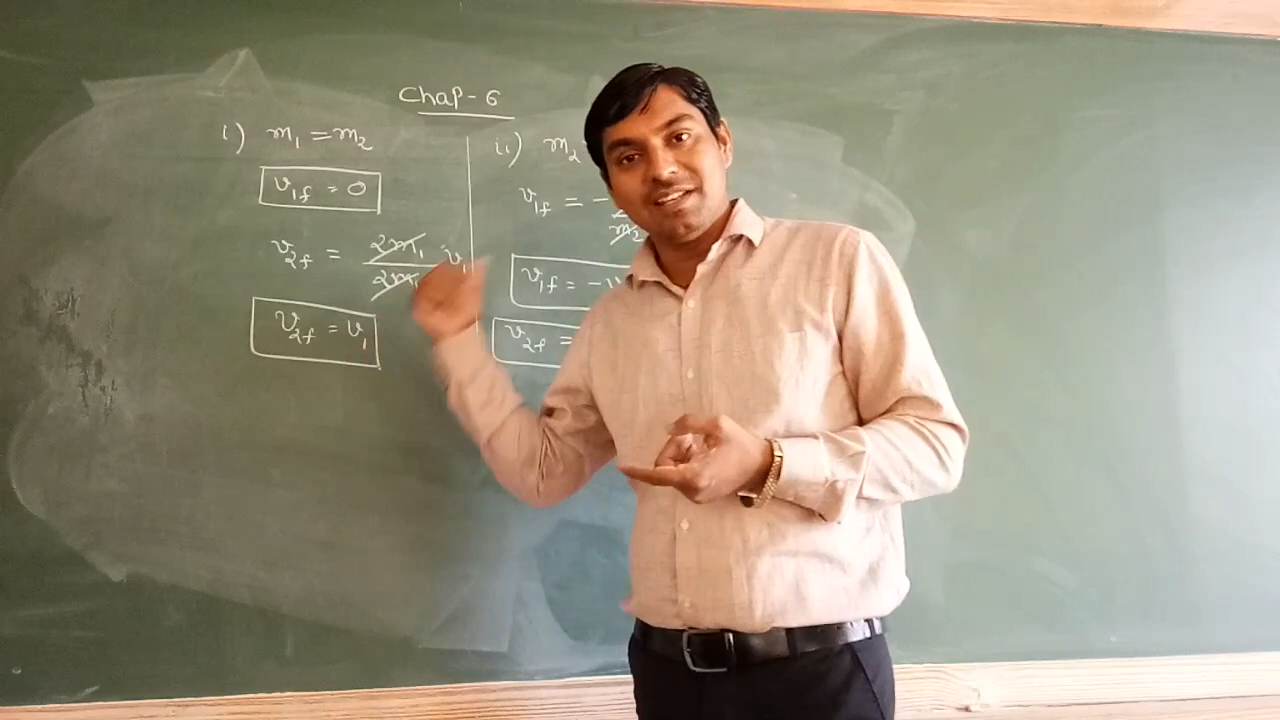 Chap-6
i) m₁ = m₂
v₁f = 0
v₂f = 2m₁ / 2m₁ v₁
v₂f = v₁
ii) m₂
v₁f = -
m₂
v₁f = -
v₂f =